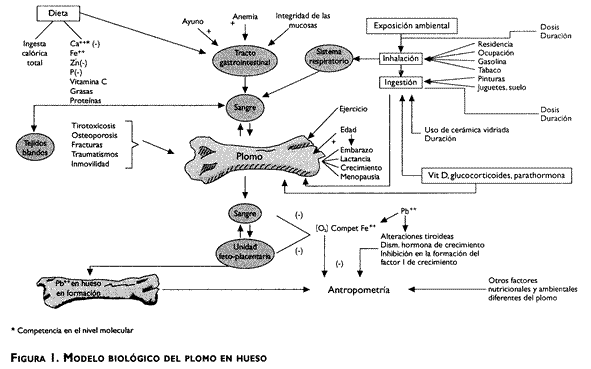 Dieta
Ingesta
calórica
total
Ca⁺⁺* (-)
Fe⁺⁺
Zn(-)
P(-)
Vitamina C
Grasas
Proteínas
Ayuno
+
Anemia
+
Integridad de las
mucosas
Tracto
gastrointestinal
Sistema
respiratorio
Exposición ambiental
Dosis
Duración
Inhalación
Ingestión
Residencia
Ocupación
Gasolina
Tabaco
Pinturas
Juguetes, suelo
Dosis
Duración
Uso de cerámica vidriada
Duración
Sangre
Tejidos
blandos
Tirotoxicosis
Osteoporosis
Fracturas
Traumatismos
Inmovilidad
Plomo
Ejercicio
Edad
+
Embarazo
Lactancia
Crecimiento
Menopausia
Vit D, glucocorticoides, parathormona
Sangre
(-)
Unidad
feto-placentaria
(-)
[O₂] Compet Fe⁺⁺
Pb⁺⁺
Alteraciones tiroideas
Dism. hormona de crecimiento
Inhibición en la formación del
factor I de crecimiento
(-)
Pb⁺⁺ en hueso
en formación
Antropometría
Otros factores
nutricionales y ambientales
diferentes del plomo
* Competencia en el nivel molecular
FIGURA 1. MODELO BIOLÓGICO DEL PLOMO EN HUESO